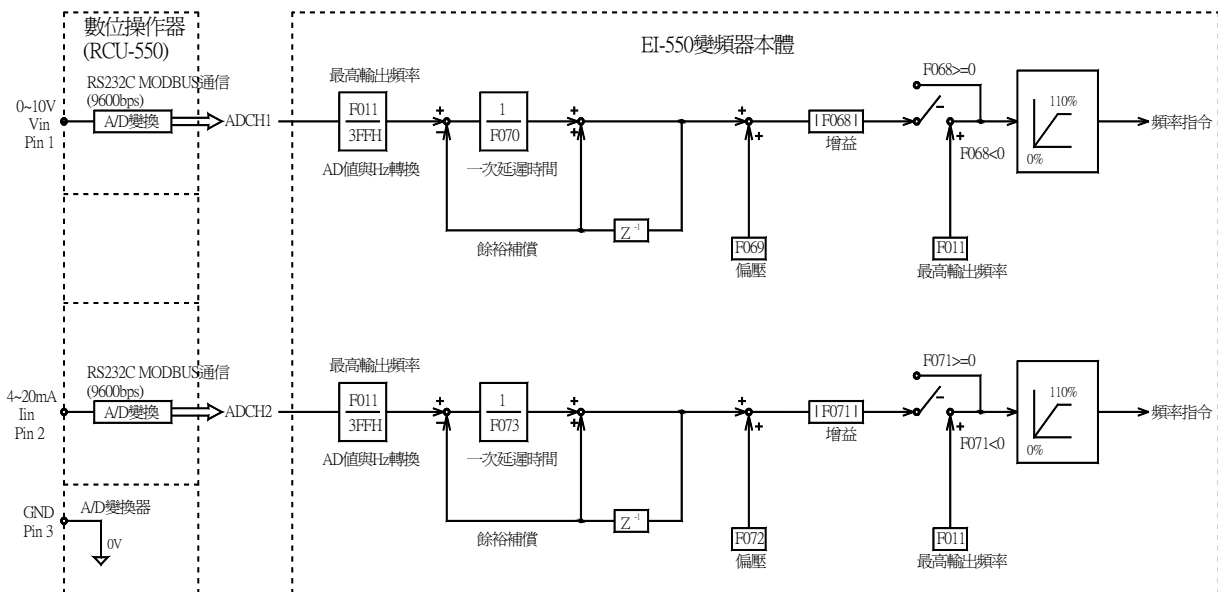 數位操作器
(RCU-550)
EI-550變頻器本體
RS232C MODBUS通信
(9600bps)
0~10V
Vin
Pin 1
A/D變換
ADCH1
最高輸出頻率
F011
3FFH
AD值與Hz轉換
+
−
1
F070
一次延遲時間
+
+
Z -1
餘裕補償
+
+
F069
偏壓
|F068|
增益
F068>=0
−
+
F068<0
F011
最高輸出頻率
110%
0%
頻率指令
RS232C MODBUS通信
(9600bps)
4~20mA
Iin
Pin 2
A/D變換
ADCH2
最高輸出頻率
F011
3FFH
AD值與Hz轉換
+
−
1
F073
一次延遲時間
+
+
Z -1
餘裕補償
+
+
F072
偏壓
|F071|
增益
F071>=0
−
+
F071<0
F011
最高輸出頻率
110%
0%
頻率指令
GND
Pin 3
A/D變換器
0V